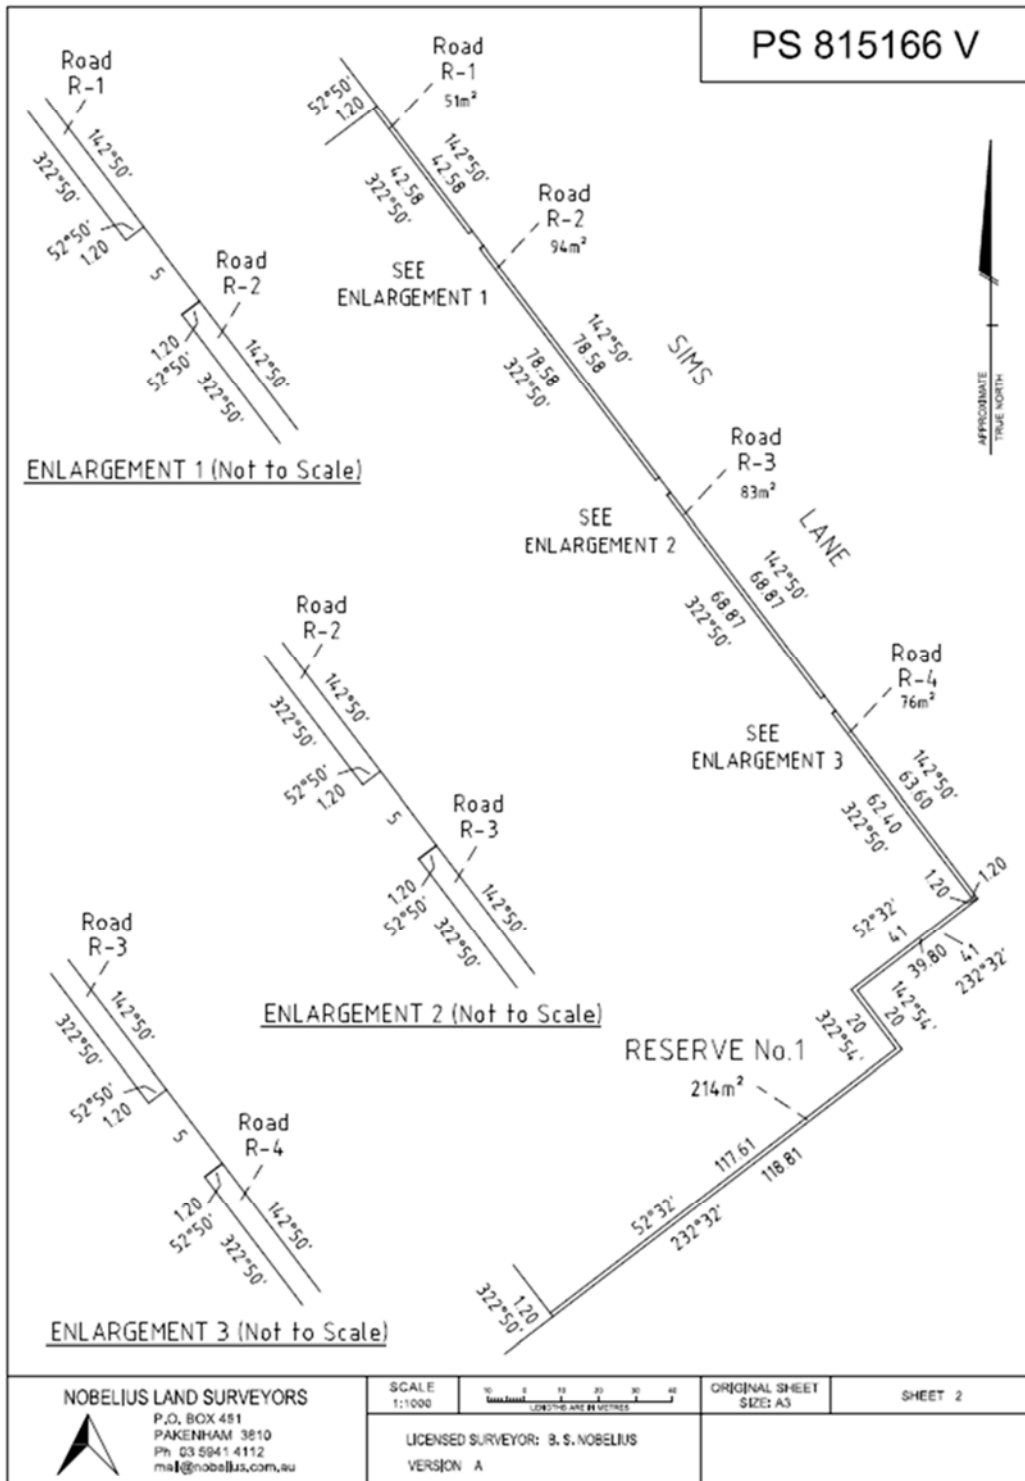 PS 815166 V
Road
R-1
142°50'
322°50'
52°50'
1.20
5
Road
R-2
1.20
52°50'
142°50'
322°50'
ENLARGEMENT 1 (Not to Scale)
Road
R-1
51m²
52°50'
1.20
142°50'
42.58
42.58
322°50'
Road
R-2
94m²
SEE
ENLARGEMENT 1
142°50'
78.58
78.58
322°50'
SIMS
LANE
APPROXIMATE
TRUE NORTH
Road
R-3
83m²
SEE
ENLARGEMENT 2
142°50'
68.87
68.87
322°50'
Road
R-4
76m²
SEE
ENLARGEMENT 3
142°50'
63.60
62.40
322°50'
1.20
1.20
52°32'
41
39.80
41
232°32'
142°54'
20
20
322°54'
RESERVE No.1
214m²
117.61
118.81
52°32'
232°32'
1.20
322°50'
Road
R-2
142°50'
322°50'
52°50'
1.20
5
Road
R-3
1.20
52°50'
142°50'
322°50'
ENLARGEMENT 2 (Not to Scale)
Road
R-3
142°50'
322°50'
52°50'
1.20
5
Road
R-4
1.20
52°50'
142°50'
322°50'
ENLARGEMENT 3 (Not to Scale)
NOBELIUS LAND SURVEYORS
P.O. BOX 461
PAKENHAM 3810
Ph 03 5941 4112
mail@nobelius.com.au
SCALE
1:1000
10 0 10 20 30 40
LENGTHS ARE IN METRES
ORIGINAL SHEET
SIZE: A3
SHEET 2
LICENSED SURVEYOR: B. S. NOBELIUS
VERSION A